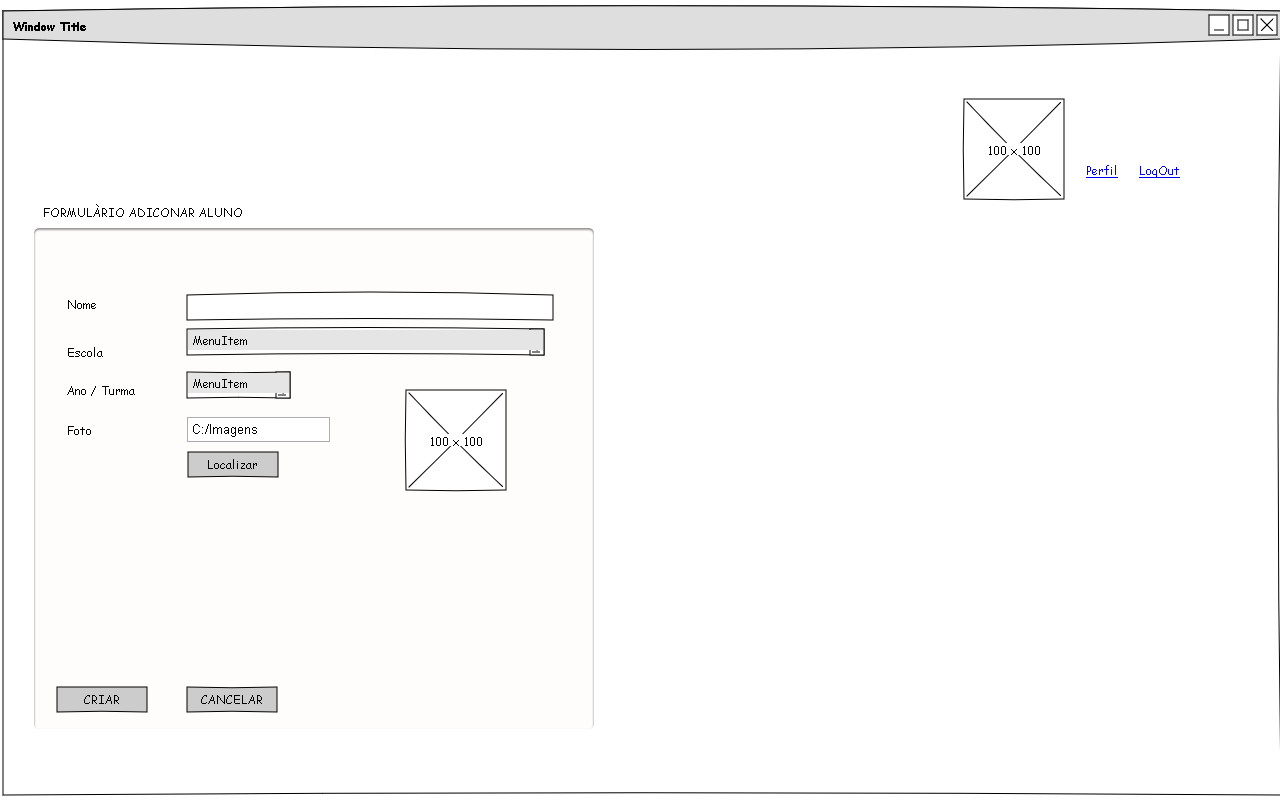 Window Title
100 × 100
Perfil
LogOut
FORMULÀRIO ADICONAR ALUNO
Nome
MenuItem
Escola
MenuItem
Ano / Turma
Foto
C:/Imagens
100 × 100
Localizar
CRIAR
CANCELAR